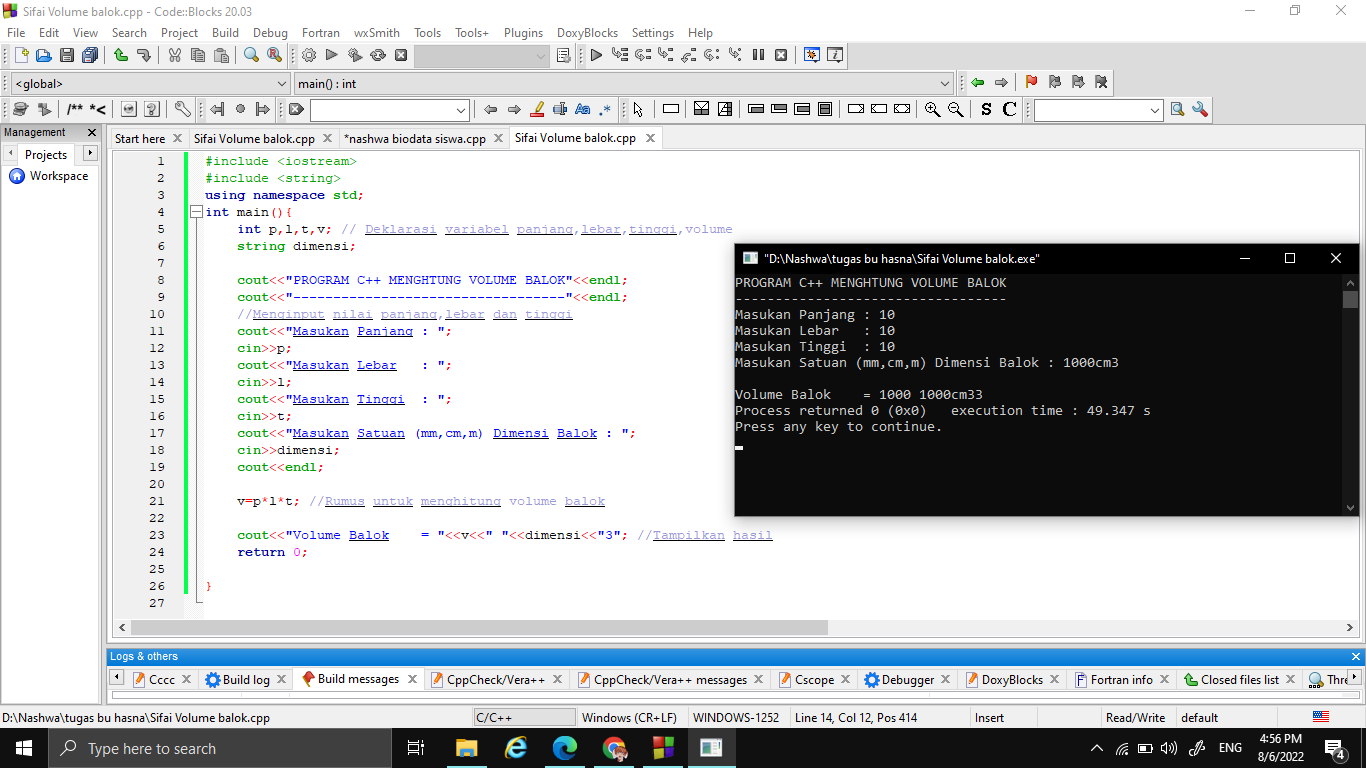 Sifai Volume balok.cpp - Code::Blocks 20.03
File Edit View Search Project Build Debug Fortran wxSmith Tools Tools+ Plugins DoxyBlocks Settings Help
<global> main() : int
/** *< Aa .* S C
Management
Start here Sifai Volume balok.cpp *nashwa biodata siswa.cpp Sifai Volume balok.cpp
Projects
Workspace
1 #include <iostream>
2 #include <string>
3 using namespace std;
4 int main(){
5 int p,l,t,v; // Deklarasi variabel panjang,lebar,tinggi,volume
6 string dimensi;
7
8 cout<<"PROGRAM C++ MENGHTUNG VOLUME BALOK"<<endl;
9 cout<<"----------------------------------"<<endl;
10 //Menginput nilai panjang,lebar dan tinggi
11 cout<<"Masukan Panjang : ";
12 cin>>p;
13 cout<<"Masukan Lebar   : ";
14 cin>>l;
15 cout<<"Masukan Tinggi  : ";
16 cin>>t;
17 cout<<"Masukan Satuan (mm,cm,m) Dimensi Balok : ";
18 cin>>dimensi;
19 cout<<endl;
20
21 v=p*l*t; //Rumus untuk menghitung volume balok
22
23 cout<<"Volume Balok    = "<<v<<" "<<dimensi<<"3"; //Tampilkan hasil
24 return 0;
25
26 }
27
"D:\Nashwa\tugas bu hasna\Sifai Volume balok.exe"
PROGRAM C++ MENGHTUNG VOLUME BALOK
----------------------------------
Masukan Panjang : 10
Masukan Lebar   : 10
Masukan Tinggi  : 10
Masukan Satuan (mm,cm,m) Dimensi Balok : 1000cm3
Volume Balok    = 1000 1000cm33
Process returned 0 (0x0)   execution time : 49.347 s
Press any key to continue.
Logs & others
Cccc Build log Build messages CppCheck/Vera++ CppCheck/Vera++ messages Cscope Debugger DoxyBlocks Fortran info Closed files list Thre
D:\Nashwa\tugas bu hasna\Sifai Volume balok.cpp C/C++ Windows (CR+LF) WINDOWS-1252 Line 14, Col 12, Pos 414 Insert Read/Write default
Type here to search
ENG
4:56 PM
8/6/2022
4